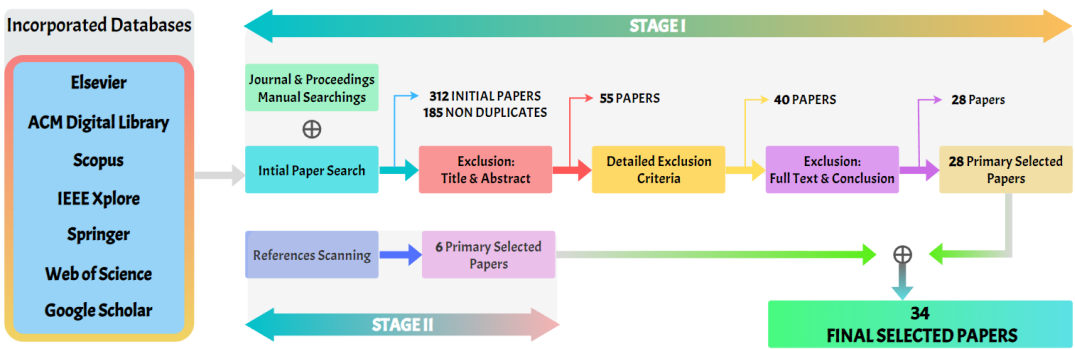 Incorporated Databases
Elsevier
ACM Digital Library
Scopus
IEEE Xplore
Springer
Web of Science
Google Scholar
STAGE I
Journal & Proceedings
Manual Searchings
312 INITIAL PAPERS
185 NON DUPLICATES
55 PAPERS
40 PAPERS
28 Papers
Intial Paper Search
Exclusion:
Title & Abstract
Detailed Exclusion
Criteria
Exclusion:
Full Text & Conclusion
28 Primary Selected
Papers
References Scanning
6 Primary Selected
Papers
STAGE II
34
FINAL SELECTED PAPERS